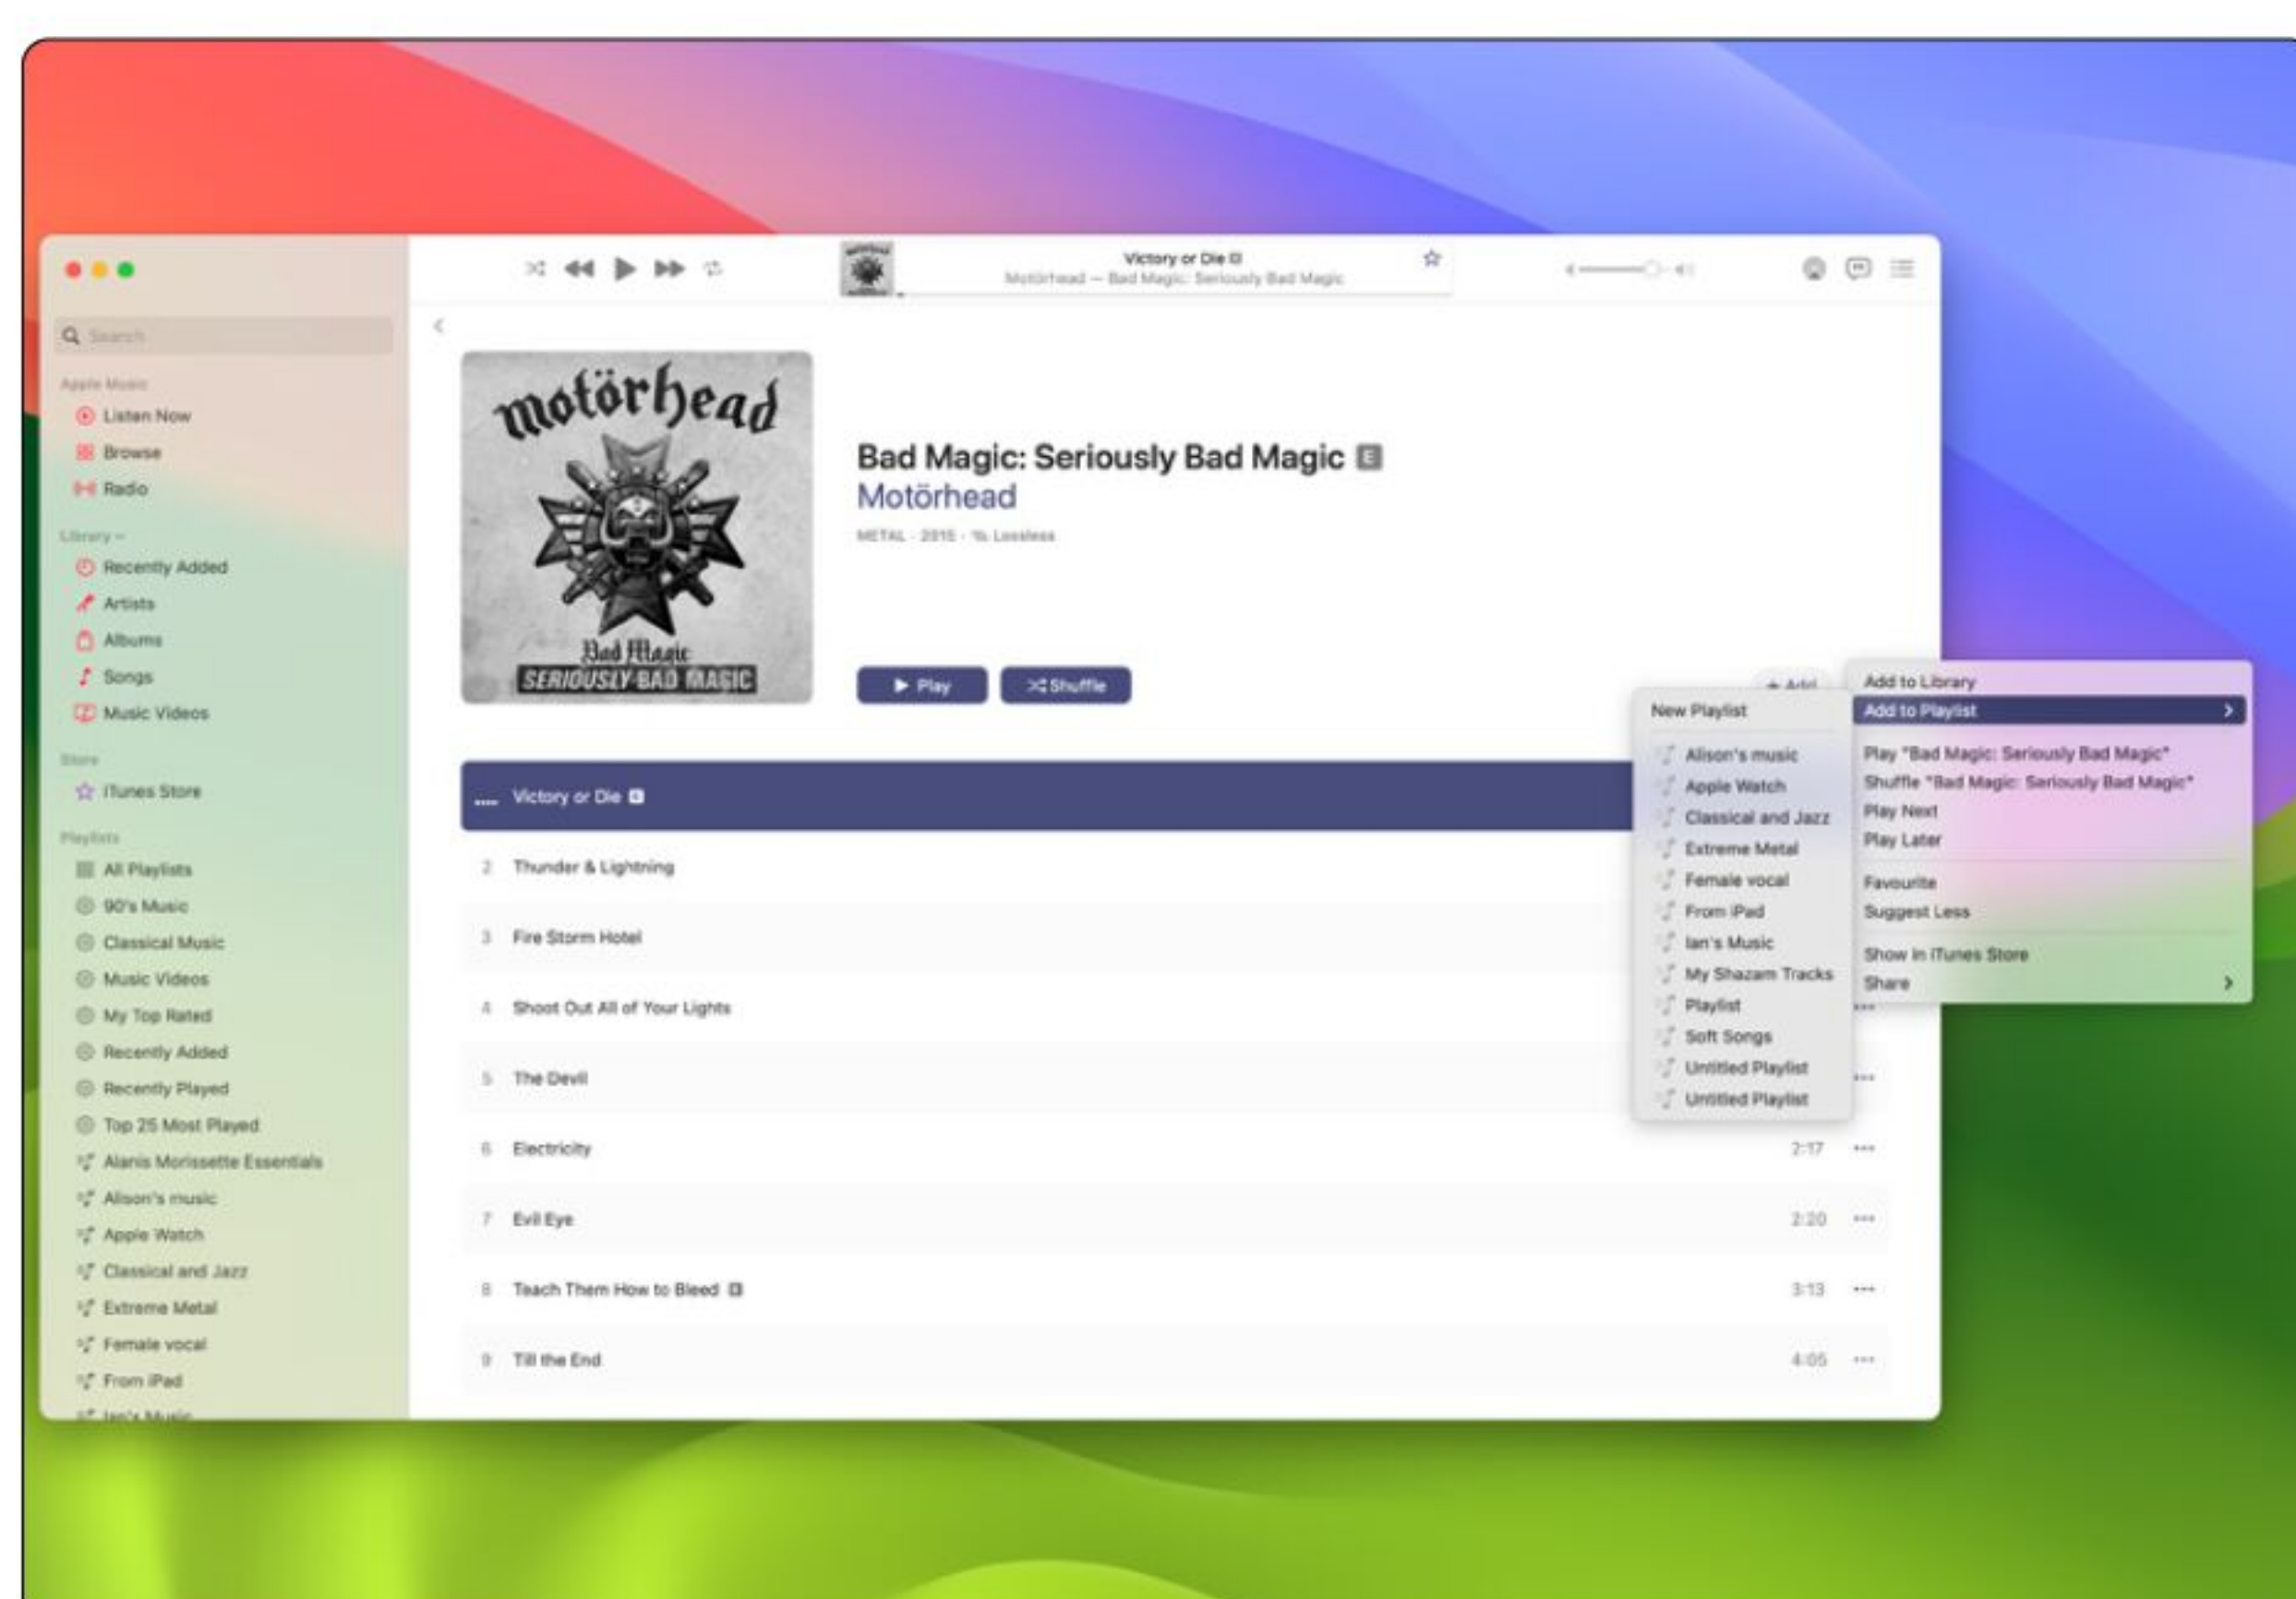 Victory or Die E
Motörhead — Bad Magic: Seriously Bad Magic
Search
Apple Music
Listen Now
Browse
Radio
Library
Recently Added
Artists
Albums
Songs
Music Videos
Store
iTunes Store
Playlists
All Playlists
90's Music
Classical Music
Music Videos
My Top Rated
Recently Added
Recently Played
Top 25 Most Played
Alanis Morissette Essentials
Alison's music
Apple Watch
Classical and Jazz
Extreme Metal
Female vocal
From iPad
Ian's Music
motörhead
Bad Magic
SERIOUSLY BAD MAGIC
Bad Magic: Seriously Bad Magic E
Motörhead
METAL · 2015 · Lossless
Play
Shuffle
+ Add
Victory or Die E
2 Thunder & Lightning
3 Fire Storm Hotel
4 Shoot Out All of Your Lights
5 The Devil
6 Electricity 2:17
7 Evil Eye 2:20
8 Teach Them How to Bleed E 3:13
9 Till the End 4:05
New Playlist
Alison's music
Apple Watch
Classical and Jazz
Extreme Metal
Female vocal
From iPad
Ian's Music
My Shazam Tracks
Playlist
Soft Songs
Untitled Playlist
Untitled Playlist
Add to Library
Add to Playlist
Play "Bad Magic: Seriously Bad Magic"
Shuffle "Bad Magic: Seriously Bad Magic"
Play Next
Play Later
Favourite
Suggest Less
Show in iTunes Store
Share